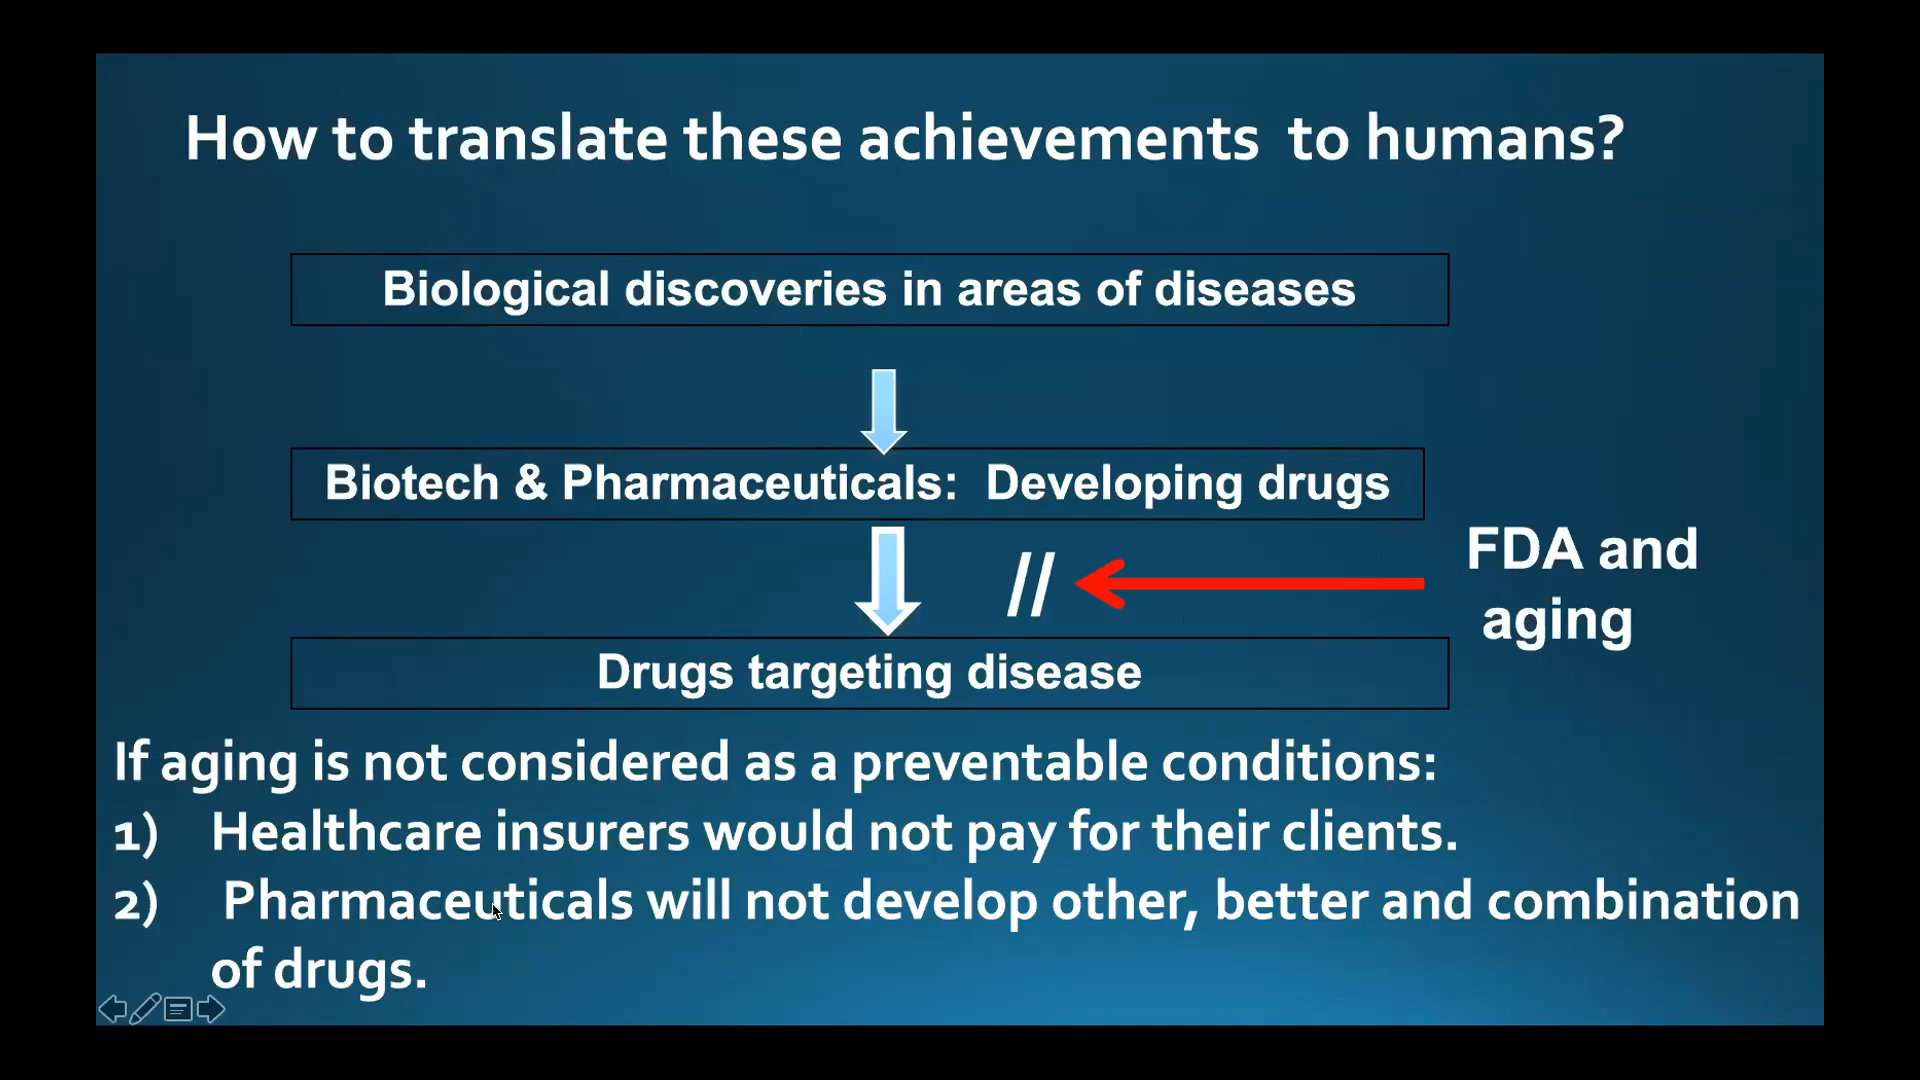 How to translate these achievements  to humans?
Biological discoveries in areas of diseases
Biotech & Pharmaceuticals:  Developing drugs
//
FDA and
aging
Drugs targeting disease
If aging is not considered as a preventable conditions:
1) Healthcare insurers would not pay for their clients.
2) Pharmaceuticals will not develop other, better and combination
of drugs.